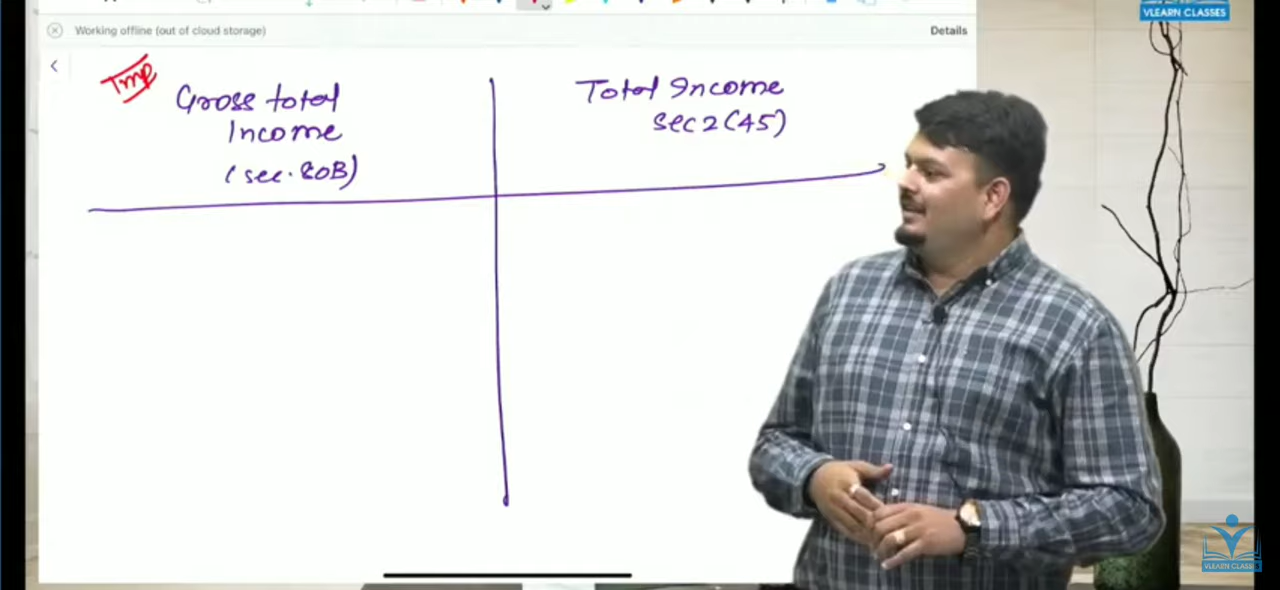 VLEARN CLASSES
Working offline (out of cloud storage)
Details
Imp
Gross total
Income
(sec. 80B)
Total Income
sec 2(45)
VLEARN CLASSES